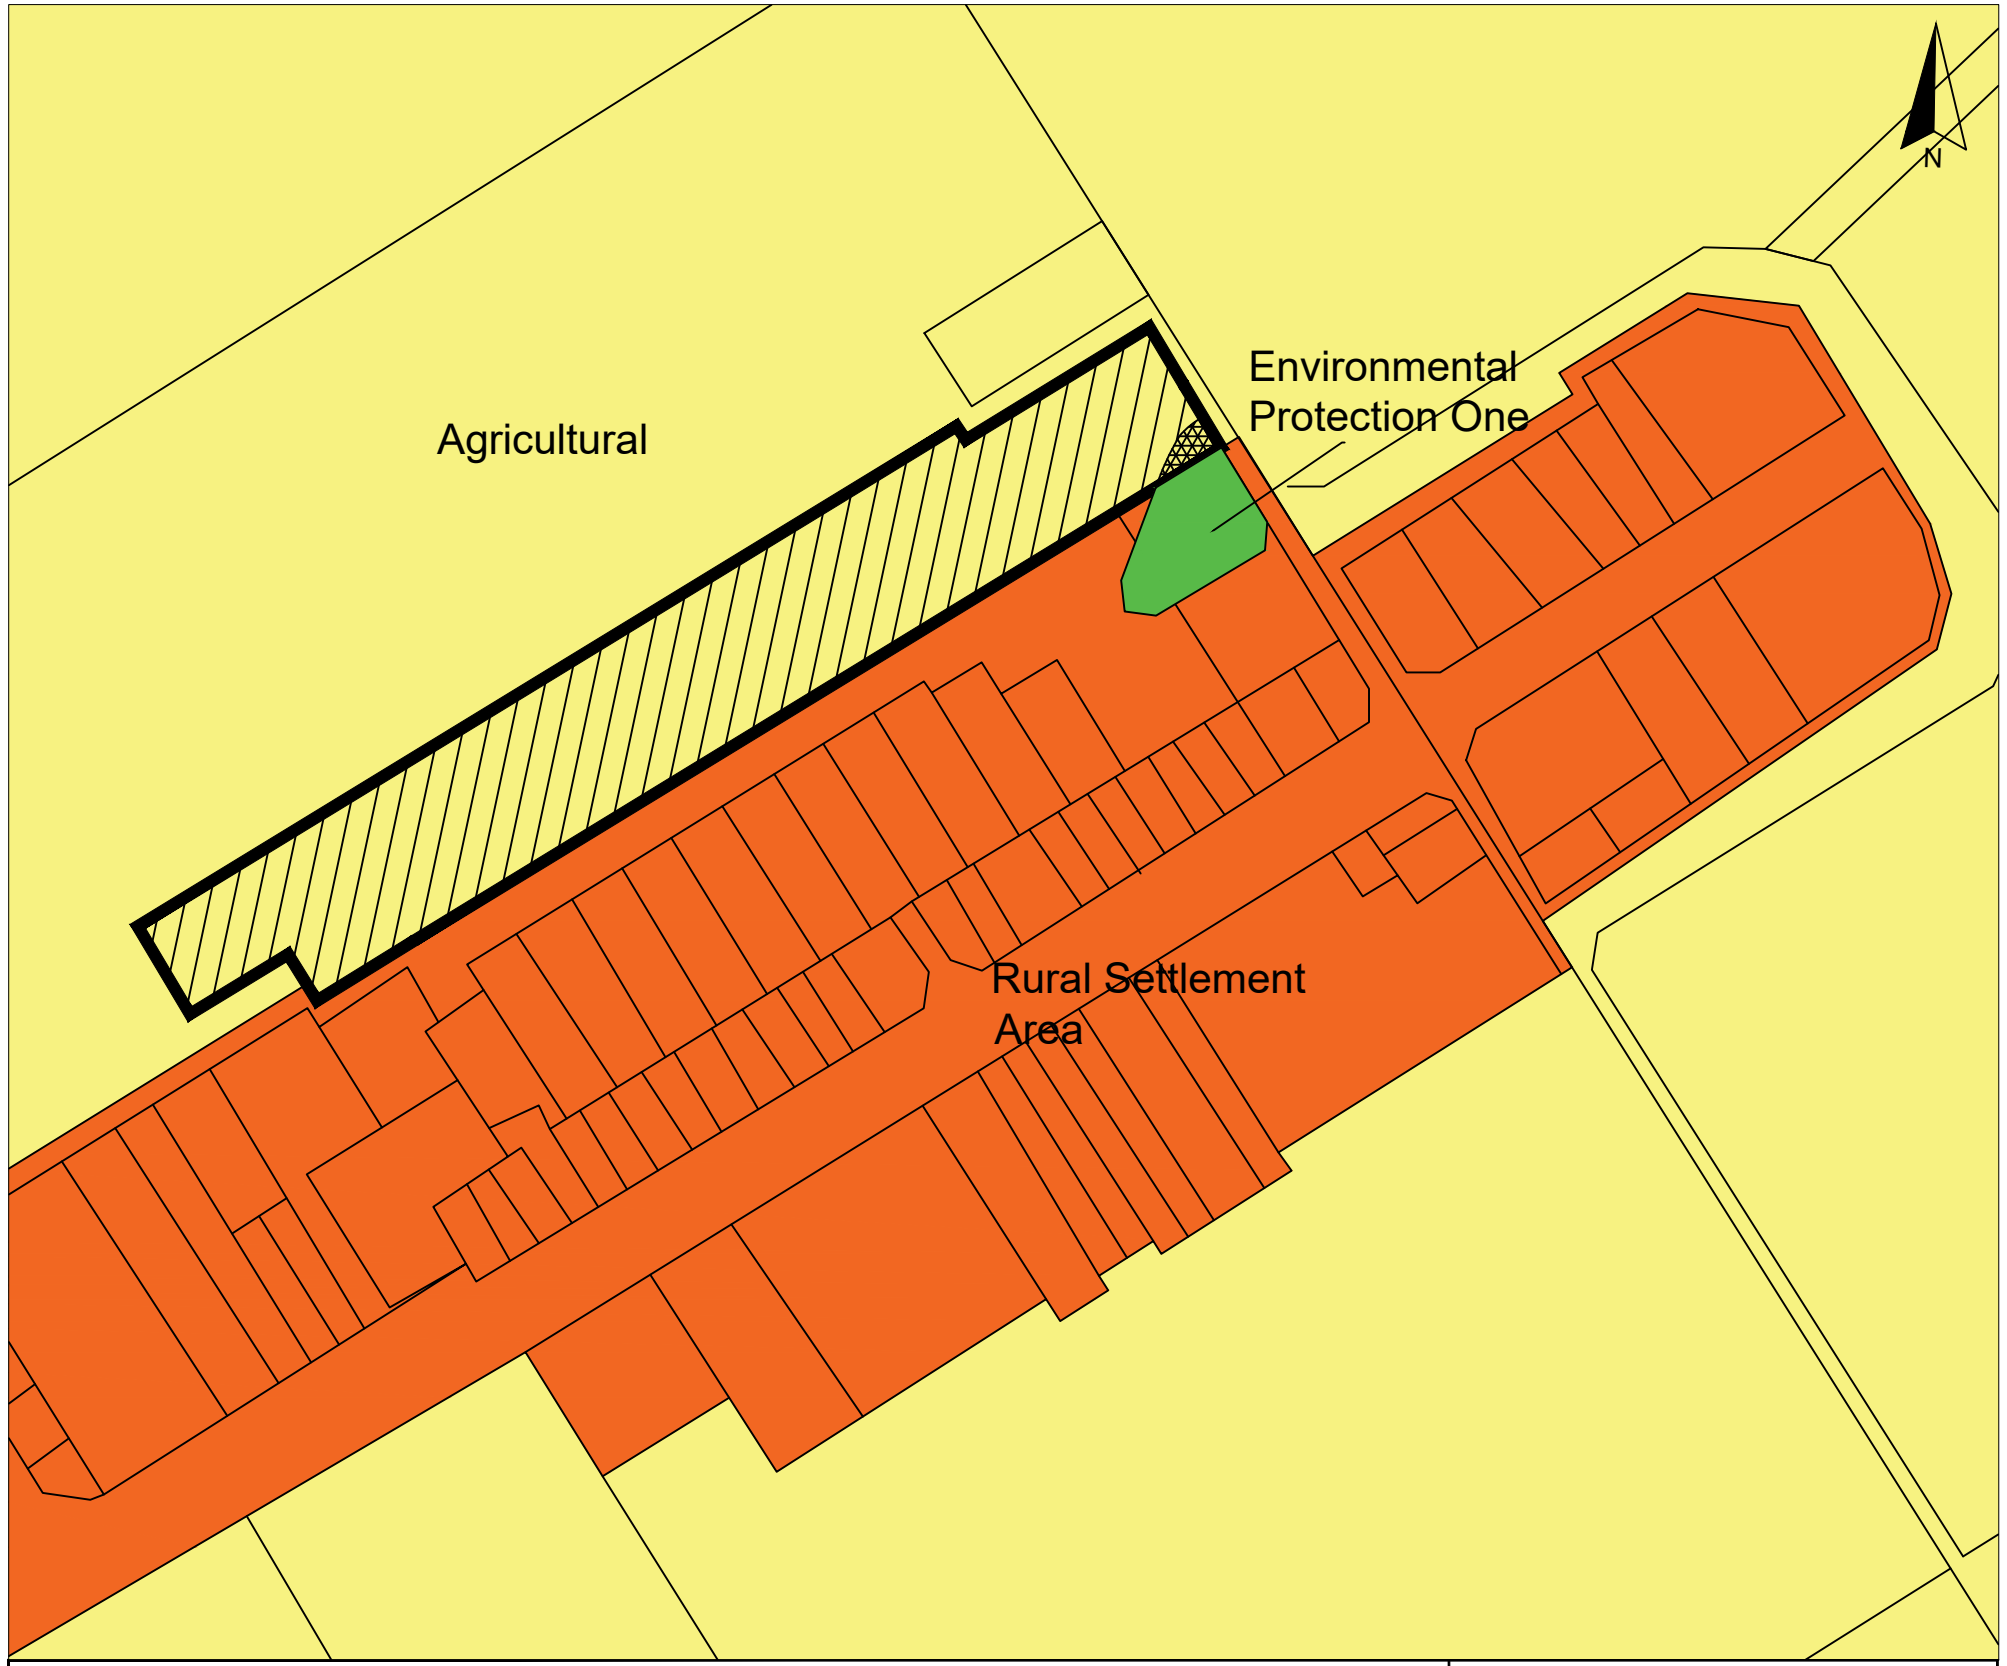 N
Environmental
Protection One
Agricultural
Rural Settlement
Area